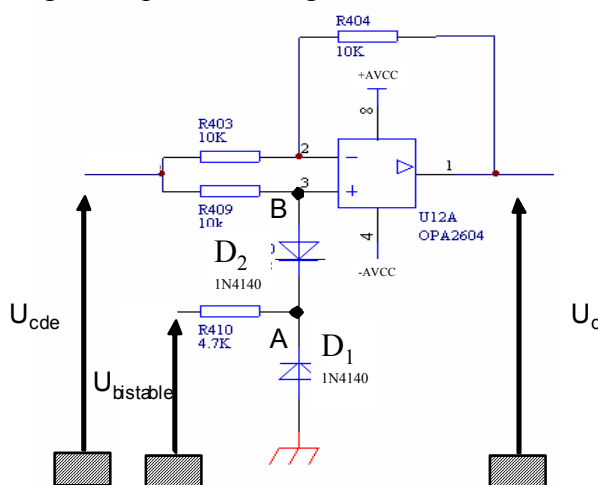 R404
10K
+AVCC
8
R403
10K
2
−
1
R409
10k
B
3
+
U12A
OPA2604
4
-AVCC
D2
1N4140
Ucde
R410
4.7K
A
D1
1N4140
Ubistable